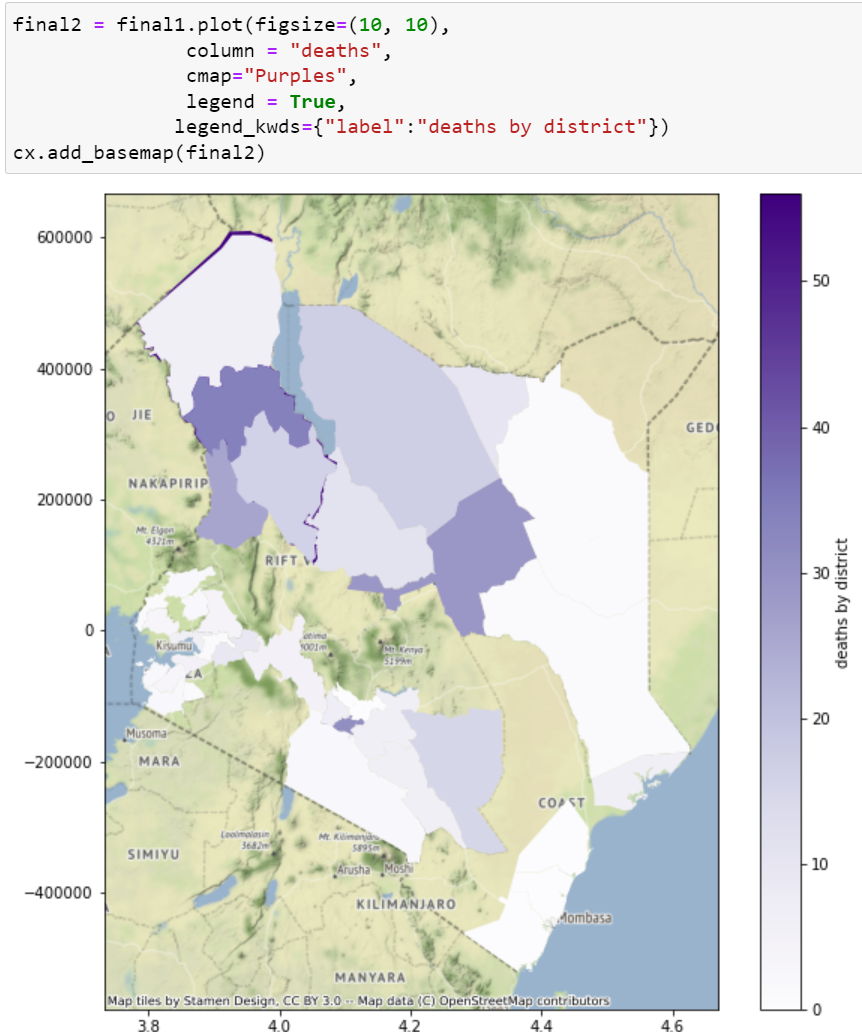 final2 = final1.plot(figsize=(10, 10),
column = "deaths",
cmap="Purples",
legend = True,
legend_kwds={"label":"deaths by district"})
cx.add_basemap(final2)
600000
400000
200000
0
−200000
−400000
JIE
GED
NAKAPIRIP
Mt. Elgon
4321m
RIFT V
Kisumu
ZA
Mt. Kenya
5199m
Musoma
MARA
COAST
Loolmalasin
3682m
SIMIYU
Mt. Kilimanjaro
5895m
Arusha
Moshi
KILIMANJARO
Mombasa
MANYARA
Map tiles by Stamen Design, CC BY 3.0 -- Map data (C) OpenStreetMap contributors
3.8 4.0 4.2 4.4 4.6
50
40
30
20
10
0
deaths by district